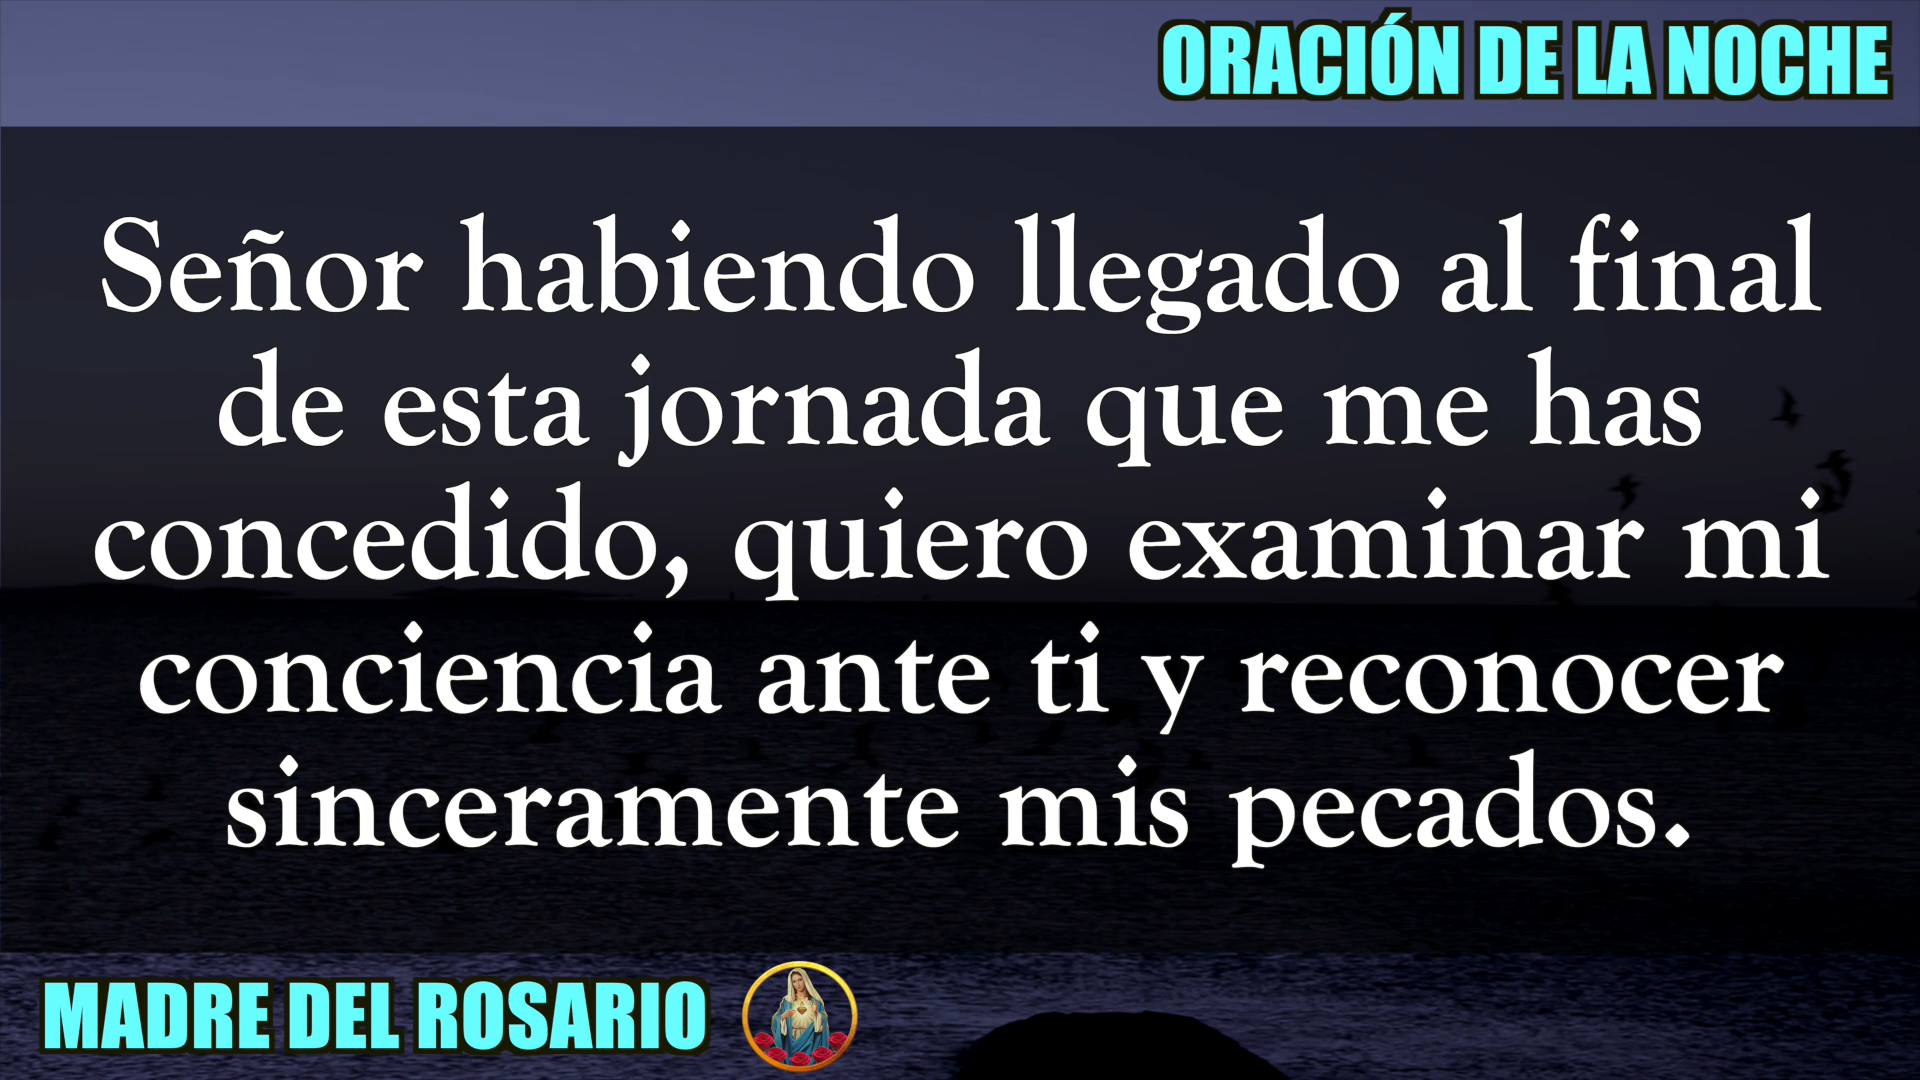 ORACIÓN DE LA NOCHE
Señor habiendo llegado al final
de esta jornada que me has
concedido, quiero examinar mi
conciencia ante ti y reconocer
sinceramente mis pecados.
MADRE DEL ROSARIO